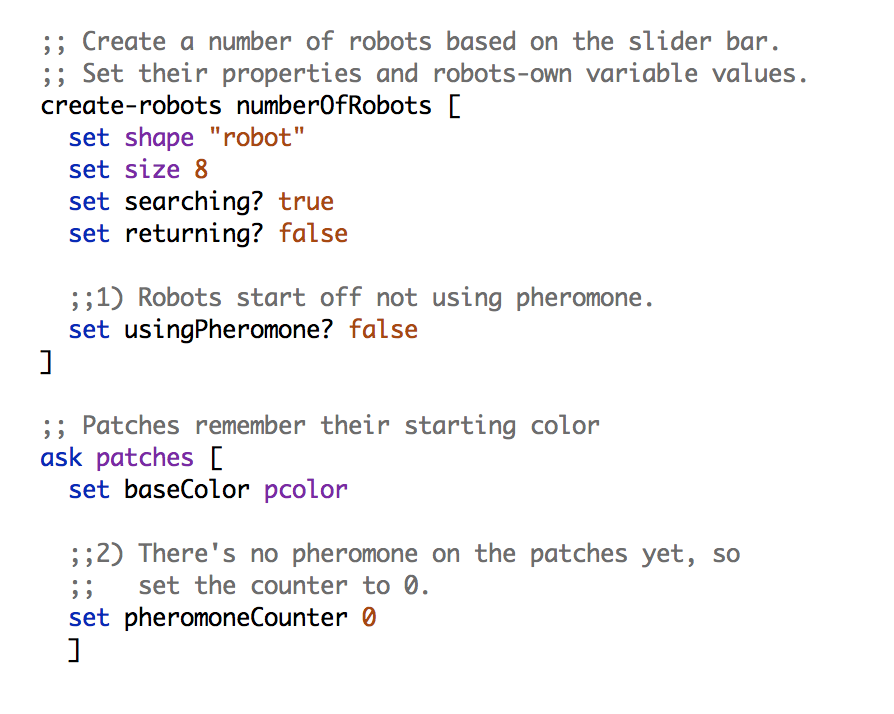 ;; Create a number of robots based on the slider bar.
;; Set their properties and robots-own variable values.
create-robots numberOfRobots [
  set shape "robot"
  set size 8
  set searching? true
  set returning? false

  ;;1) Robots start off not using pheromone.
  set usingPheromone? false
]

;; Patches remember their starting color
ask patches [
  set baseColor pcolor

  ;;2) There's no pheromone on the patches yet, so
  ;;   set the counter to 0.
  set pheromoneCounter 0
  ]